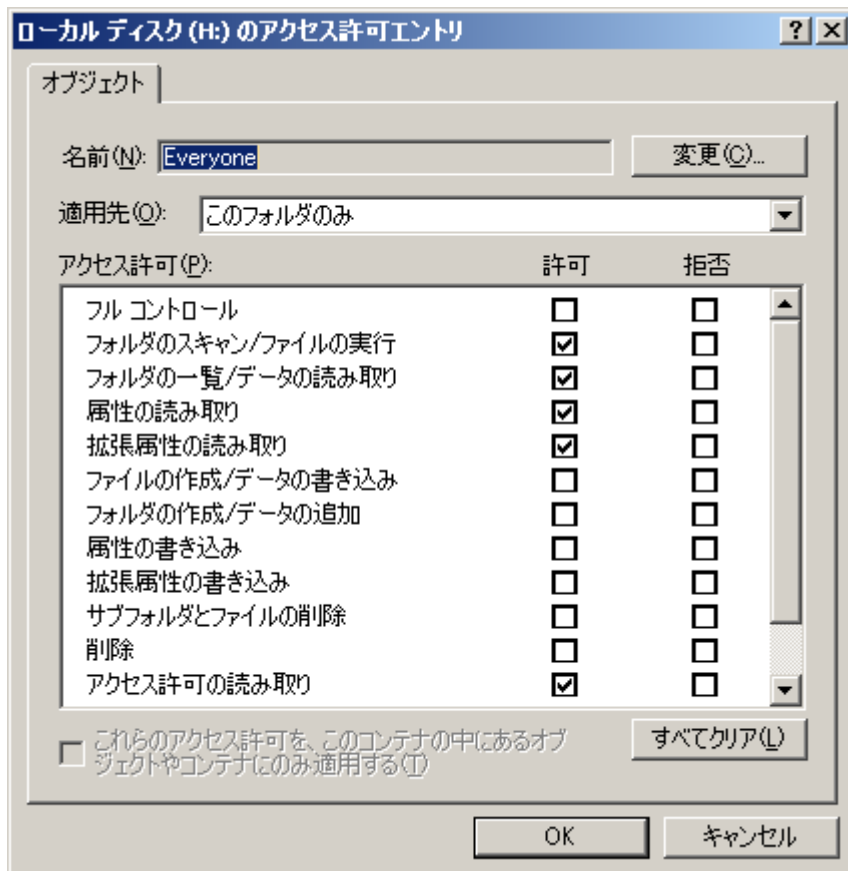 ローカル ディスク (H:) のアクセス許可エントリ
オブジェクト
名前(N): Everyone 変更(C)...
適用先(O): このフォルダのみ
アクセス許可(P): 許可 拒否
フル コントロール
フォルダのスキャン/ファイルの実行
フォルダの一覧/データの読み取り
属性の読み取り
拡張属性の読み取り
ファイルの作成/データの書き込み
フォルダの作成/データの追加
属性の書き込み
拡張属性の書き込み
サブフォルダとファイルの削除
削除
アクセス許可の読み取り
これらのアクセス許可を、このコンテナの中にあるオブ
ジェクトやコンテナにのみ適用する(T)
すべてクリア(L)
OK キャンセル